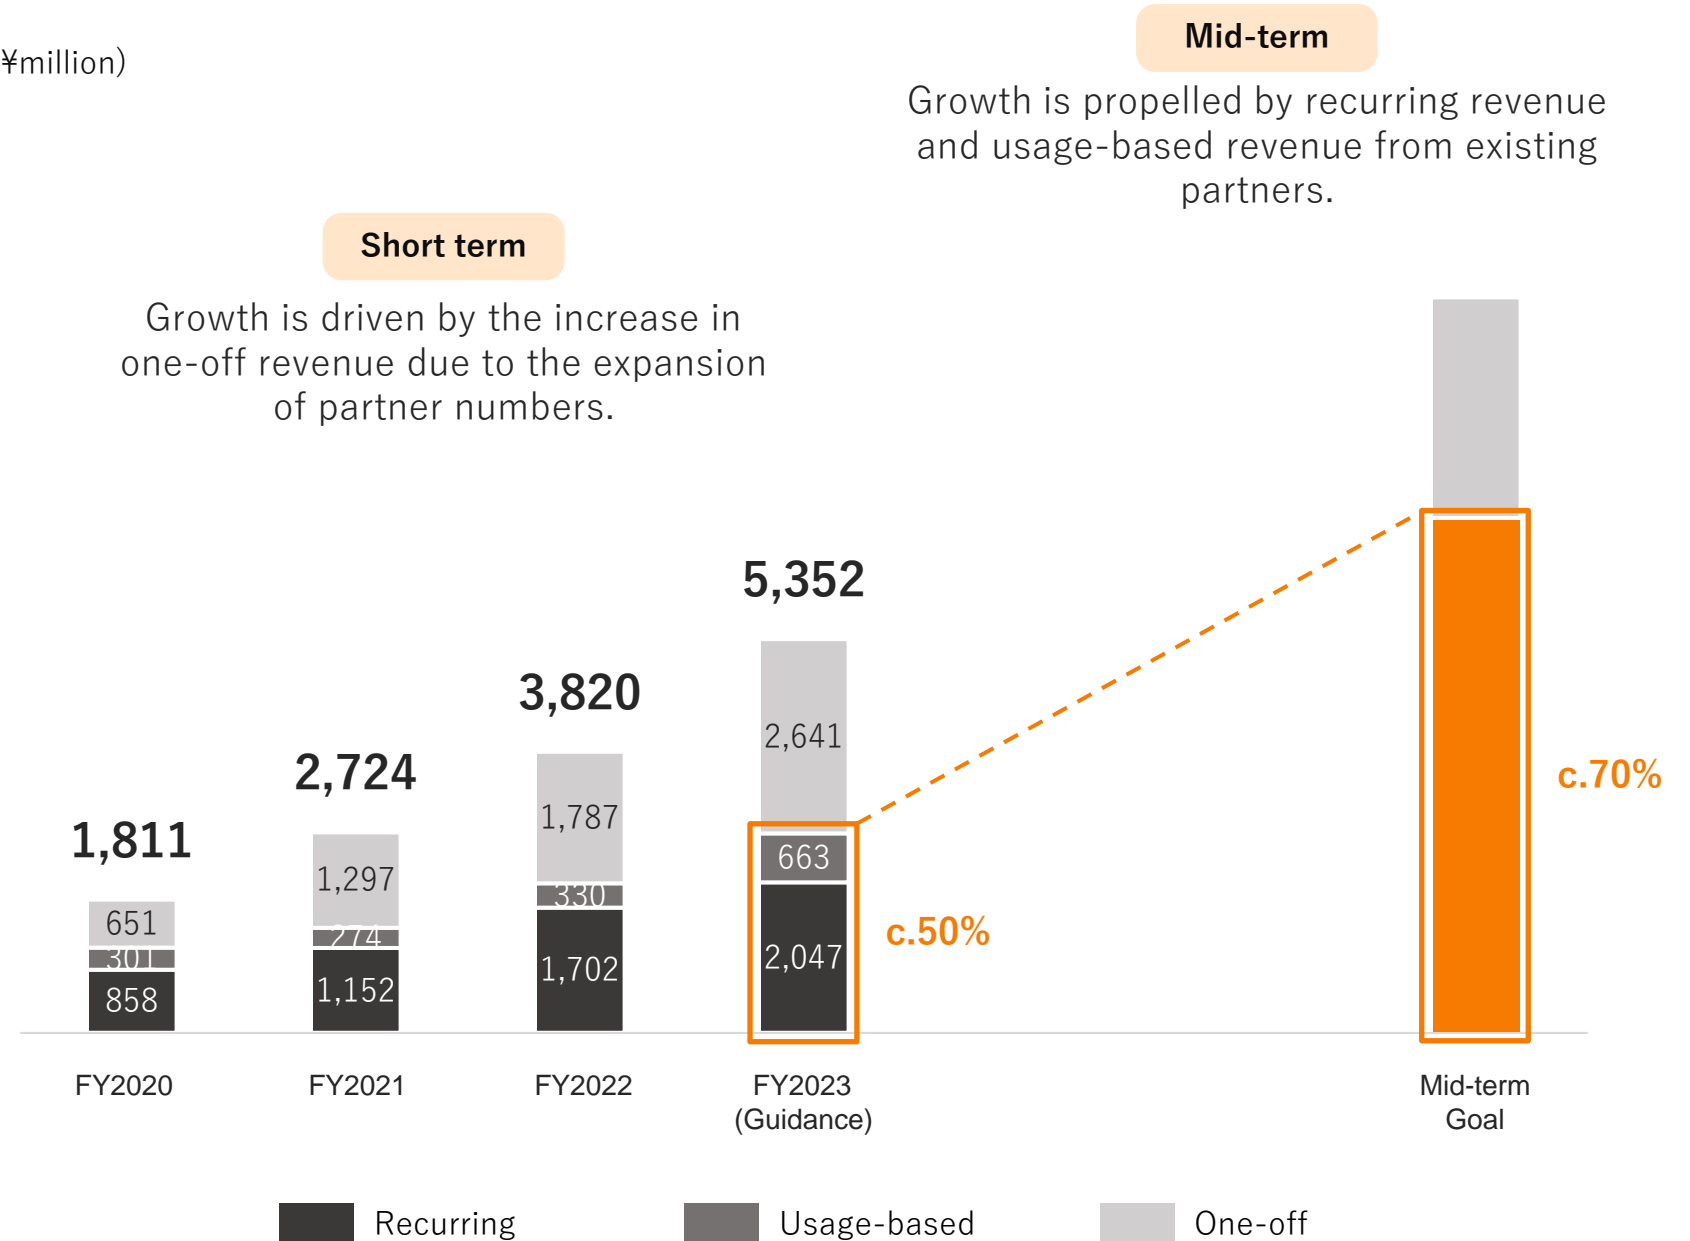 ¥million)
Mid-term
Growth is propelled by recurring revenue
and usage-based revenue from existing
partners.
Short term
Growth is driven by the increase in
one-off revenue due to the expansion
of partner numbers.
1,811
651
301
858
2,724
1,297
274
1,152
3,820
1,787
330
1,702
5,352
2,641
663
2,047
c.50%
c.70%
FY2020
FY2021
FY2022
FY2023
(Guidance)
Mid-term
Goal
Recurring
Usage-based
One-off